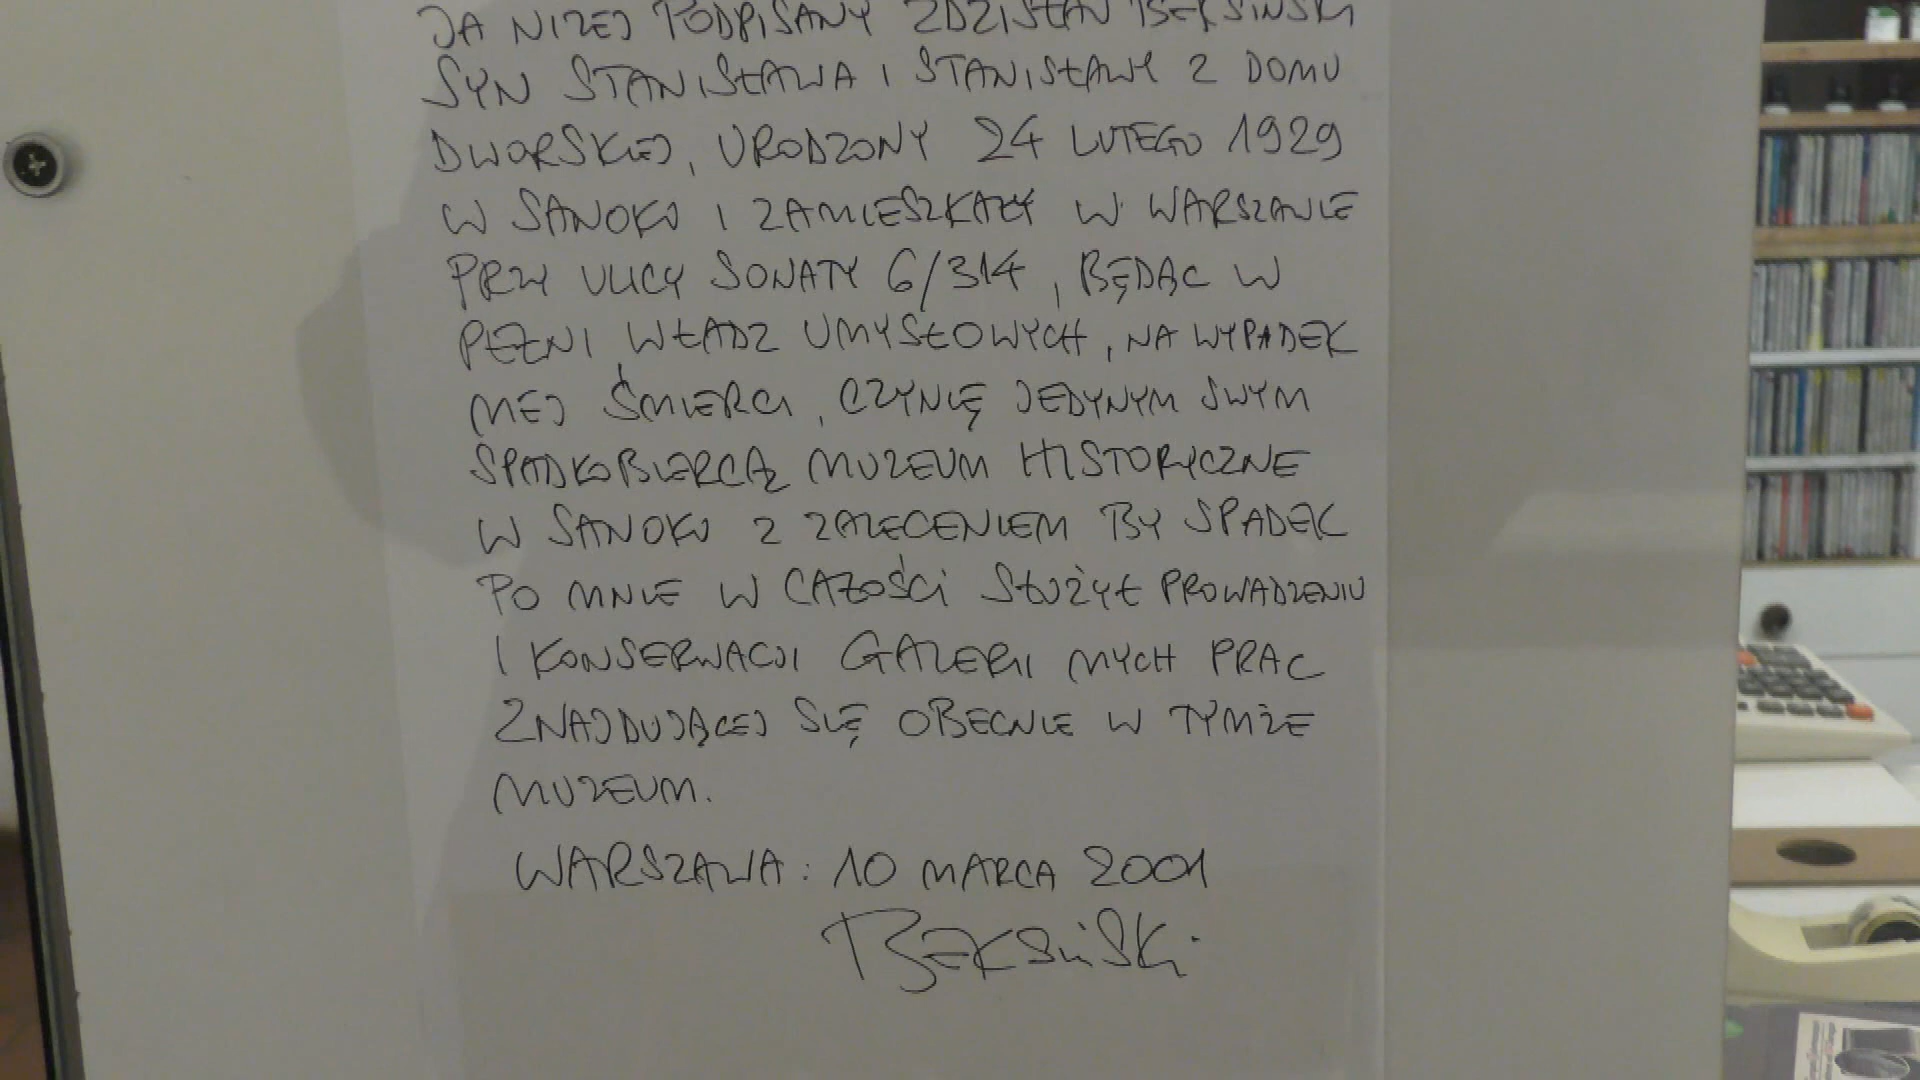 JA NIŻEJ PODPISANY ZDZISŁAW BEKSIŃSKI
SYN STANISŁAWA I STANISŁAWY Z DOMU
DWORSKIEJ, URODZONY 24 LUTEGO 1929
W SANOKU I ZAMIESZKAŁY W WARSZAWIE
PRZY ULICY SONATY 6/314, BĘDĄC W
PEŁNI WŁADZ UMYSŁOWYCH, NA WYPADEK
MEJ ŚMIERCI, CZYNIĘ JEDYNYM SWYM
SPADKOBIERCĄ MUZEUM HISTORYCZNE
W SANOKU Z ZALECENIEM BY SPADEK
PO MNIE W CAŁOŚCI SŁUŻYŁ PROWADZENIU
I KONSERWACJI GALERII MYCH PRAC
ZNAJDUJĄCEJ SIĘ OBECNIE W TYMŻE
MUZEUM.
WARSZAWA: 10 MARCA 2001
BEKSIŃSKI